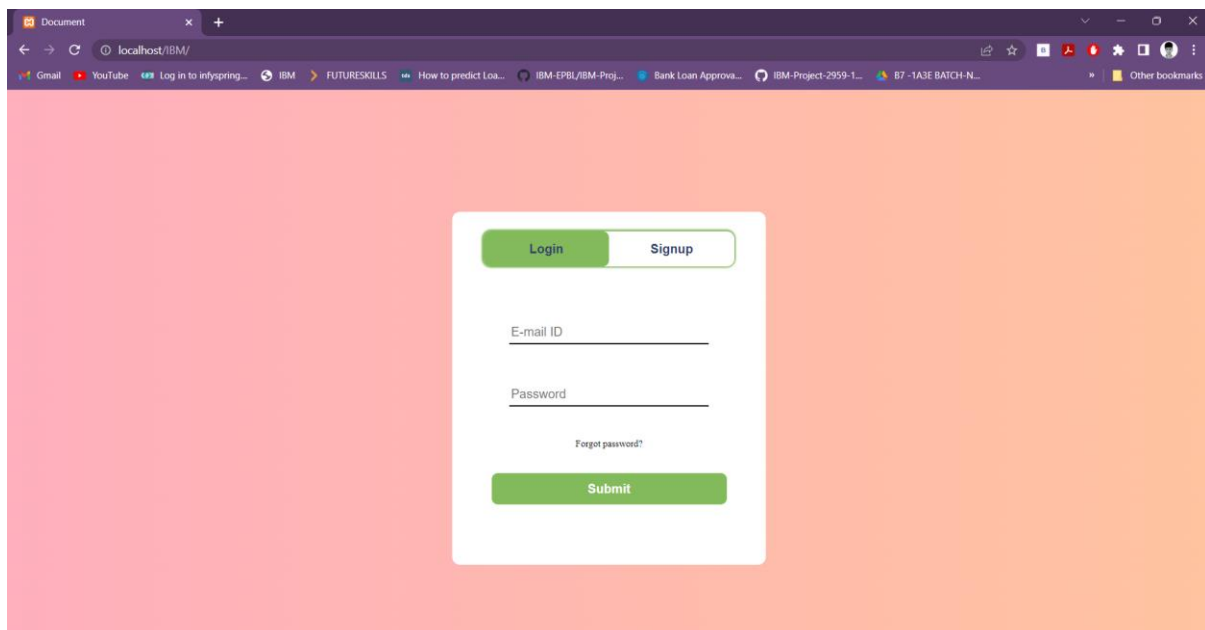 Document
localhost/IBM/
Gmail YouTube Log in to infyspring... IBM FUTURESKILLS How to predict Loa... IBM-EPBL/IBM-Proj... Bank Loan Approva... IBM-Project-2959-1... B7 -1A3E BATCH-N... » Other bookmarks
Login Signup
E-mail ID
Password
Forgot password?
Submit